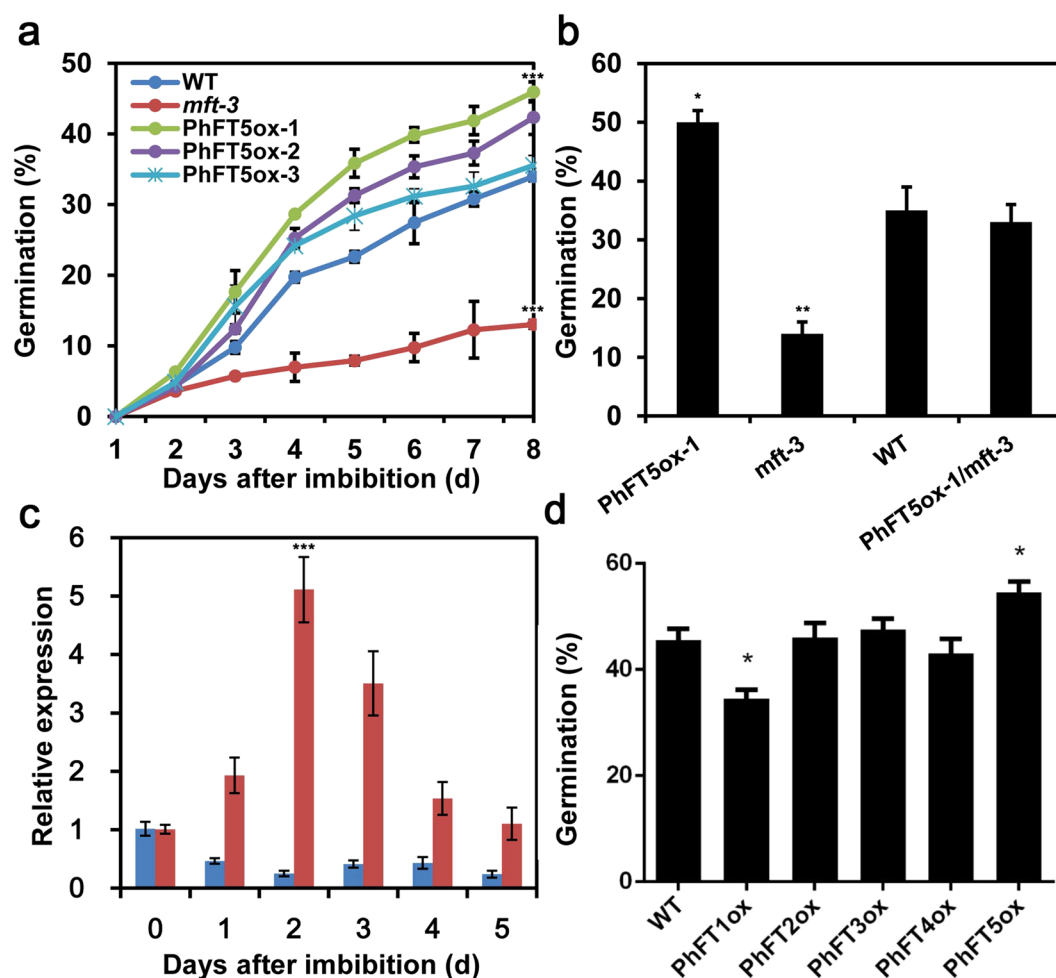 a
Germination (%)
50
40
30
20
10
0
WT
mft-3
PhFT5ox-1
PhFT5ox-2
PhFT5ox-3
***
***
1 2 3 4 5 6 7 8
Days after imbibition (d)
b
Germination (%)
60
50
40
30
20
10
0
*
**
PhFT5ox-1
mft-3
WT
PhFT5ox-1/mft-3
c
Relative expression
6
5
4
3
2
1
0
***
0 1 2 3 4 5
Days after imbibition (d)
d
Germination (%)
60
40
20
60
*
*
WT
PhFT1ox
PhFT2ox
PhFT3ox
PhFT4ox
PhFT5ox